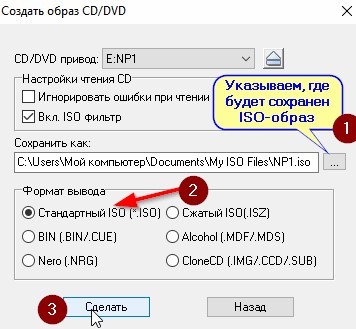 Создать образ CD/DVD
CD/DVD привод: E:NP1
Настройки чтения CD
Игнорировать ошибки при чтении
Вкл. ISO фильтр
Указываем, где
будет сохранен
ISO-образ
1
Сохранить как:
C:\Users\Мой компьютер\Documents\My ISO Files\NP1.iso
...
Формат вывода
2
Стандартный ISO (*.ISO)
Сжатый ISO(.ISZ)
BIN (.BIN/.CUE)
Alcohol (.MDF/.MDS)
Nero (.NRG)
CloneCD (.IMG/.CCD/.SUB)
3
Сделать
Назад